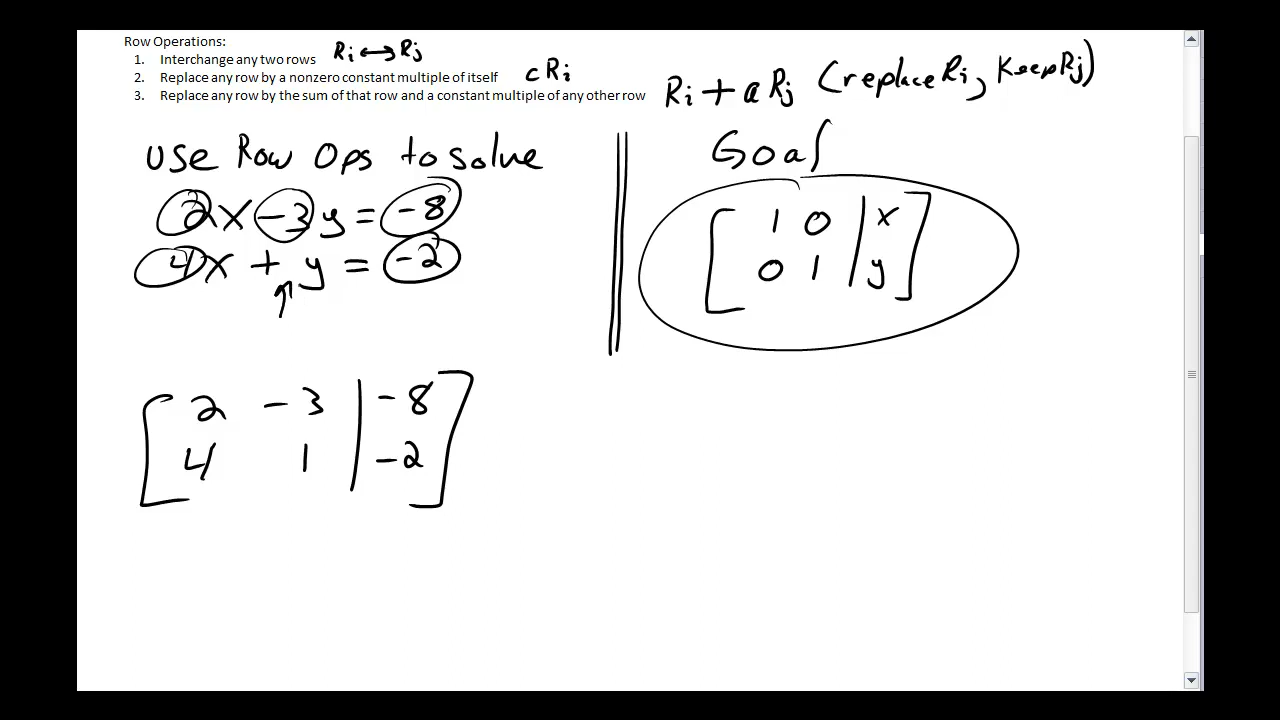 Row Operations:
1. Interchange any two rows Ri ↔ Rj
2. Replace any row by a nonzero constant multiple of itself cRi
3. Replace any row by the sum of that row and a constant multiple of any other row Ri + aRj (replace Ri, Keep Rj)
Use Row Ops to solve
2x - 3y = -8
4x + y = -2
Goal
1 0 | x
0 1 | y
2 -3 | -8
4 1 | -2